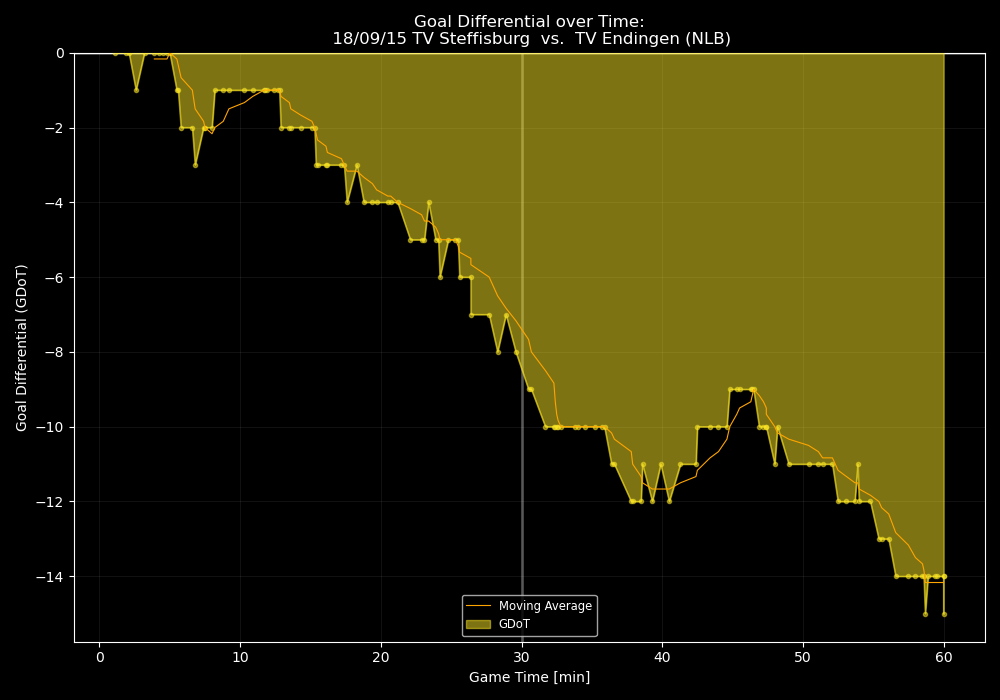 Goal Differential over Time:
18/09/15 TV Steffisburg  vs.  TV Endingen (NLB)
Goal Differential (GDoT)
0
−2
−4
−6
−8
−10
−12
−14
Moving Average
GDoT
0 10 20 30 40 50 60
Game Time [min]